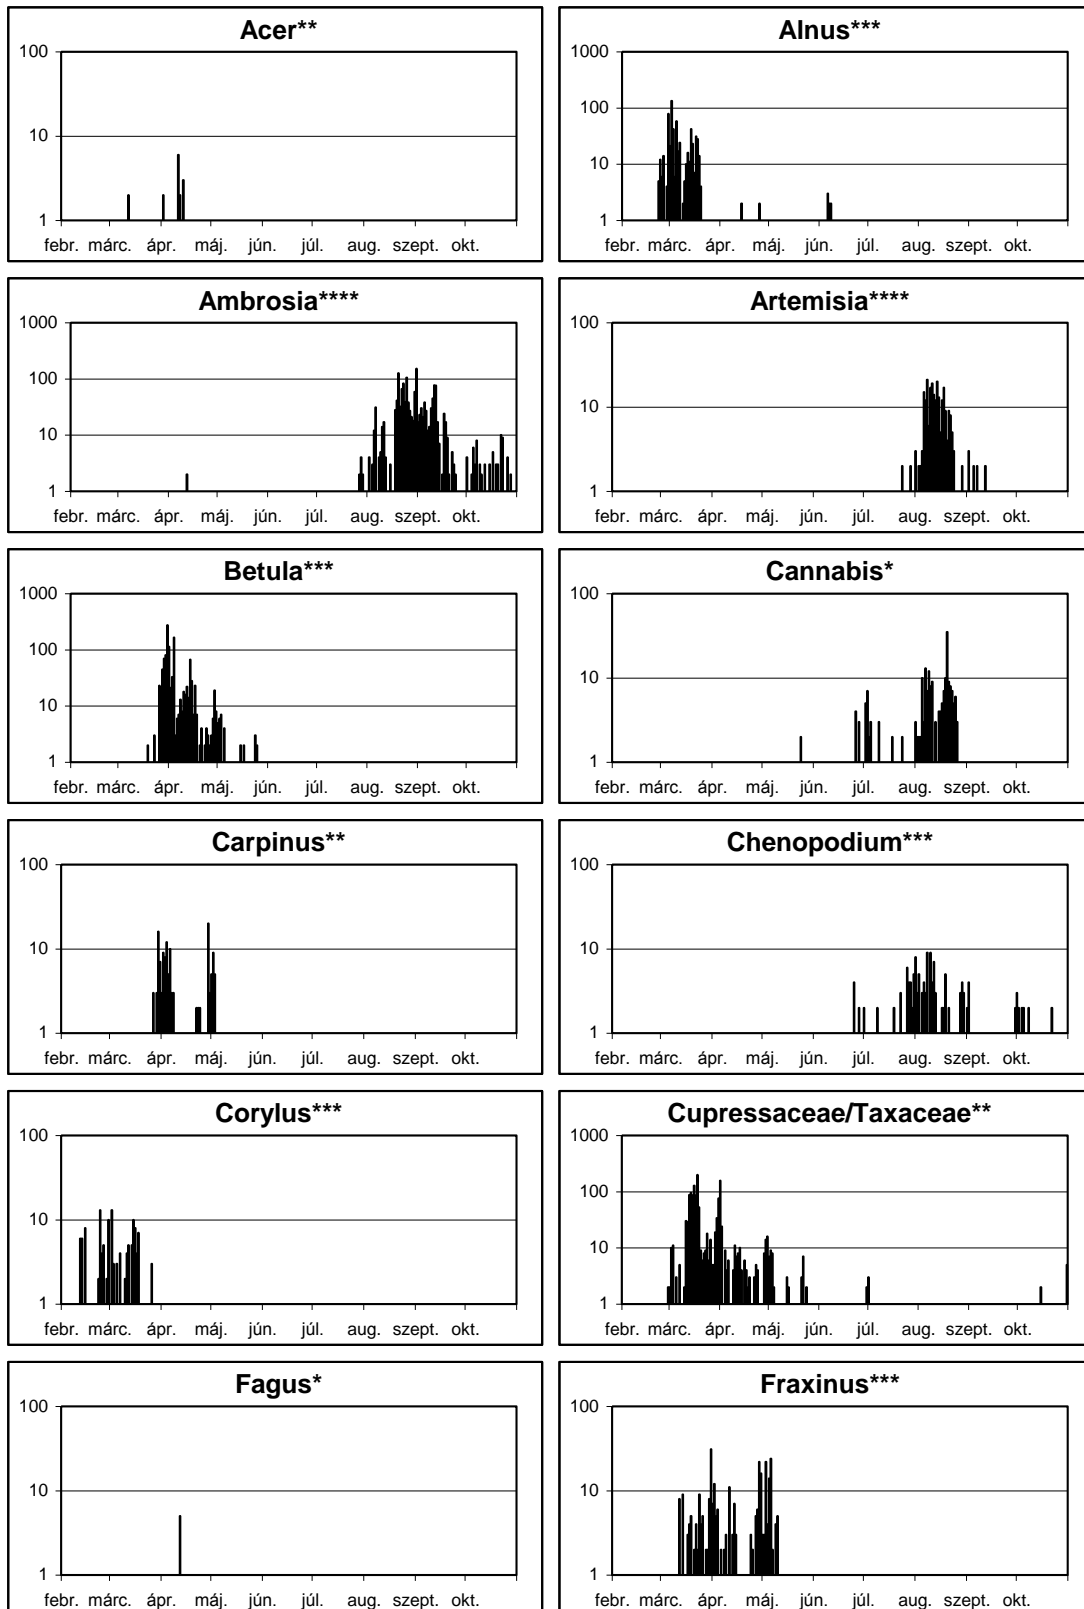 Acer**
100
10
1
febr. márc. ápr. máj. jún. júl. aug. szept. okt.
Alnus***
1000
100
10
1
febr. márc. ápr. máj. jún. júl. aug. szept. okt.
Ambrosia****
1000
100
10
1
febr. márc. ápr. máj. jún. júl. aug. szept. okt.
Artemisia****
100
10
1
febr. márc. ápr. máj. jún. júl. aug. szept. okt.
Betula***
1000
100
10
1
febr. márc. ápr. máj. jún. júl. aug. szept. okt.
Cannabis*
100
10
1
febr. márc. ápr. máj. jún. júl. aug. szept. okt.
Carpinus**
100
10
1
febr. márc. ápr. máj. jún. júl. aug. szept. okt.
Chenopodium***
100
10
1
febr. márc. ápr. máj. jún. júl. aug. szept. okt.
Corylus***
100
10
1
febr. márc. ápr. máj. jún. júl. aug. szept. okt.
Cupressaceae/Taxaceae**
1000
100
10
1
febr. márc. ápr. máj. jún. júl. aug. szept. okt.
Fagus*
100
10
1
febr. márc. ápr. máj. jún. júl. aug. szept. okt.
Fraxinus***
100
10
1
febr. márc. ápr. máj. jún. júl. aug. szept. okt.